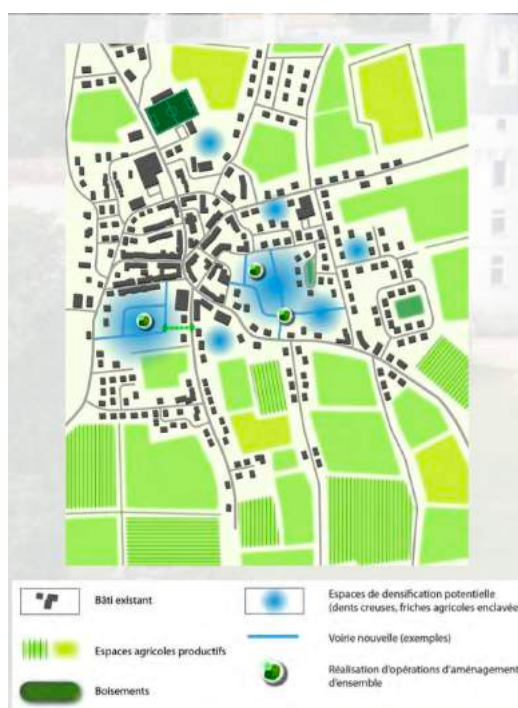 Bâti existant
Espaces agricoles productifs
Boisements
Espaces de densification potentielle
(dents creuses, friches agricoles enclavée
Voirie nouvelle (exemples)
Réalisation d'opérations d'aménagement
d'ensemble